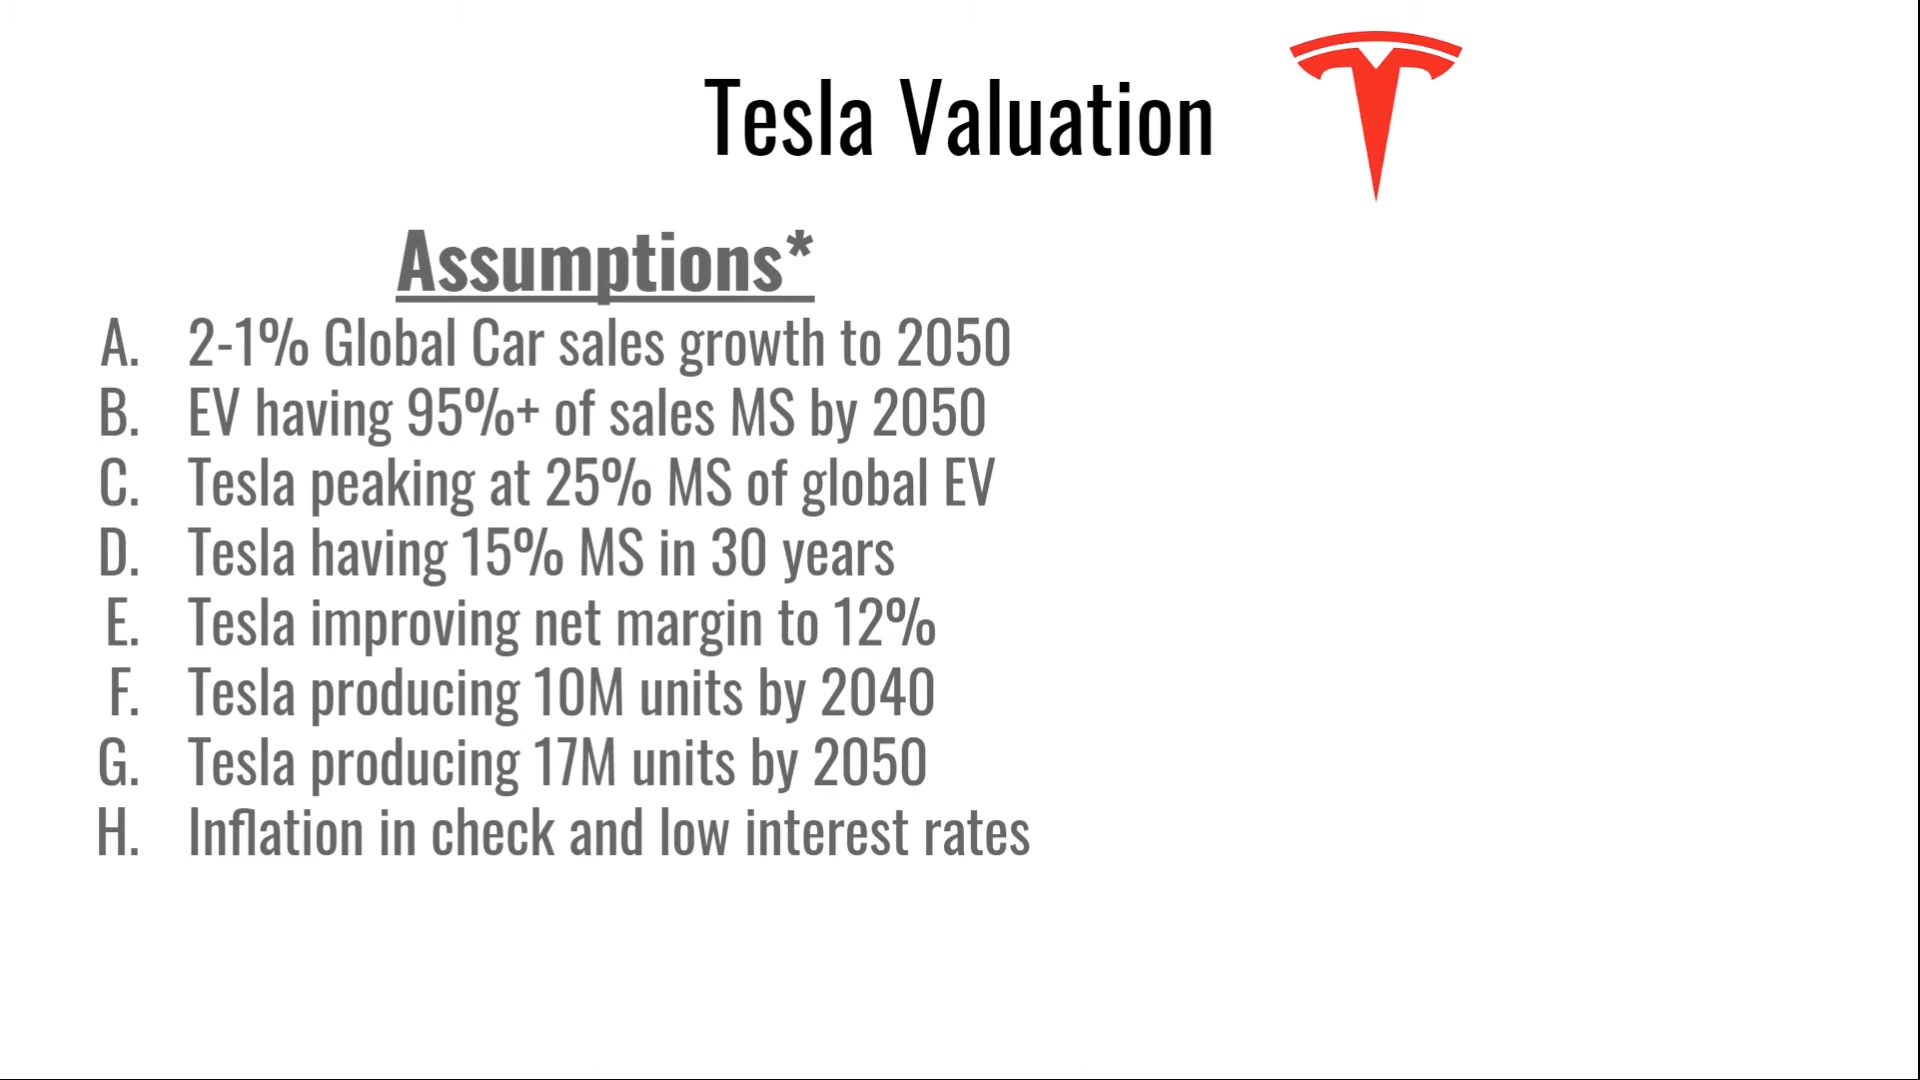 Tesla Valuation
Assumptions*
A. 2-1% Global Car sales growth to 2050
B. EV having 95%+ of sales MS by 2050
C. Tesla peaking at 25% MS of global EV
D. Tesla having 15% MS in 30 years
E. Tesla improving net margin to 12%
F. Tesla producing 10M units by 2040
G. Tesla producing 17M units by 2050
H. Inflation in check and low interest rates